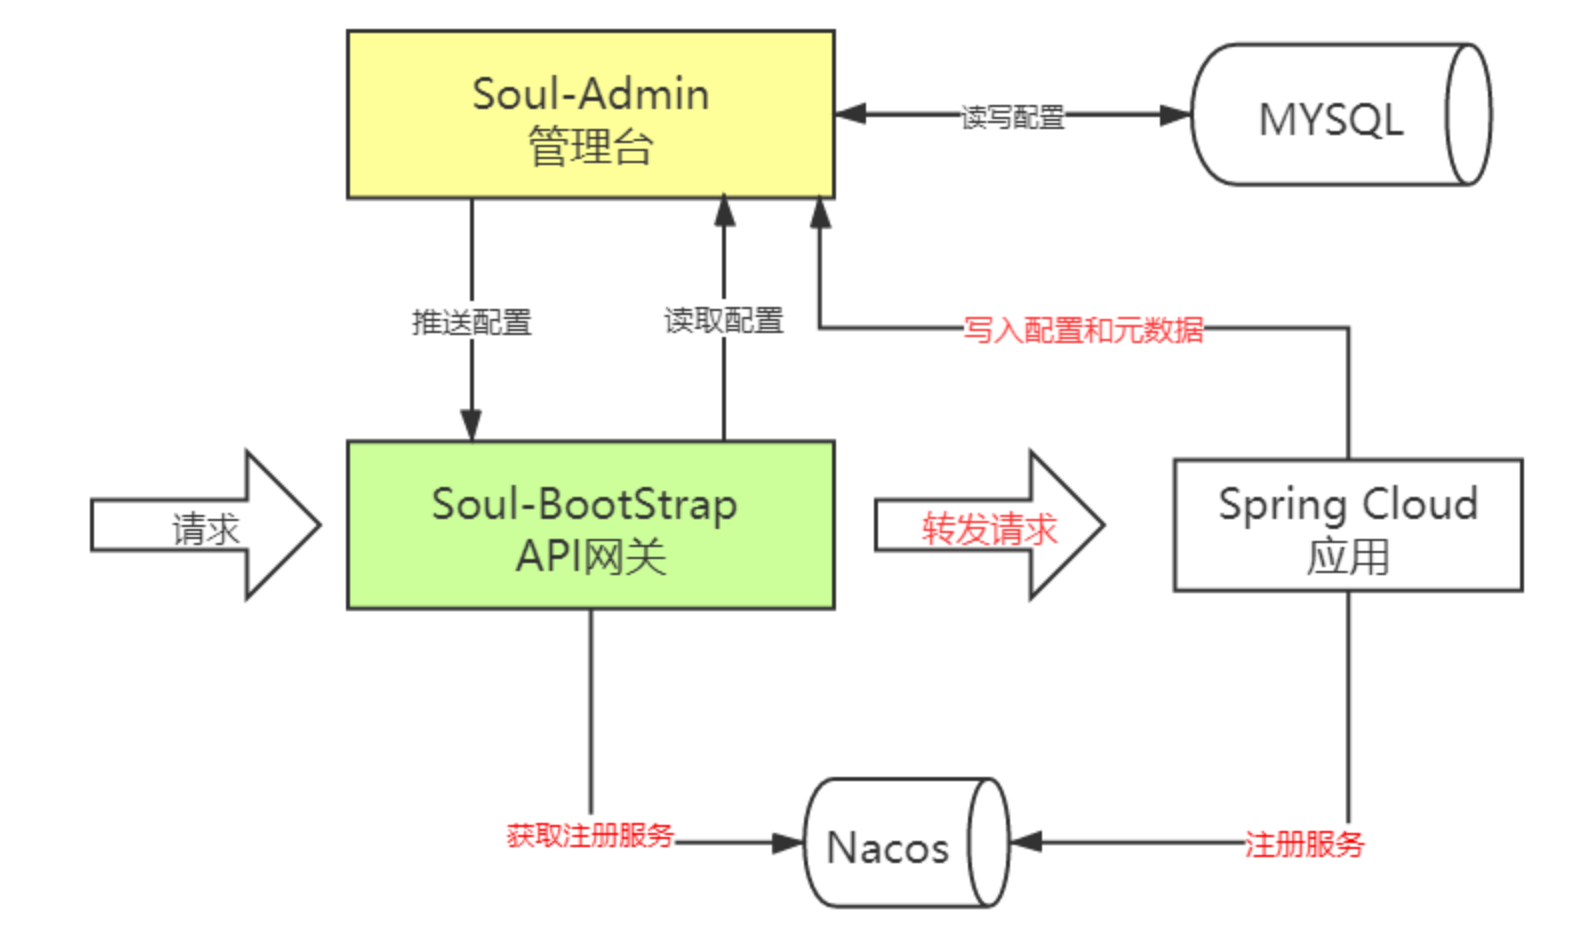 Soul-Admin
管理台
读写配置
MYSQL
推送配置
读取配置
写入配置和元数据
请求
Soul-BootStrap
API网关
转发请求
Spring Cloud
应用
获取注册服务
Nacos
注册服务